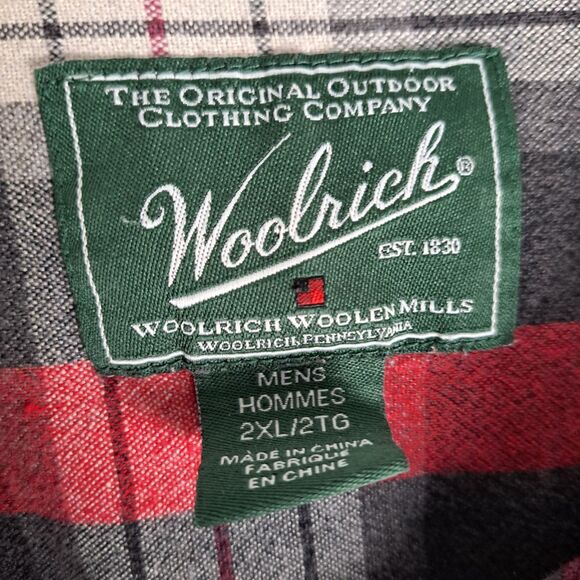 THE ORIGINAL OUTDOOR
CLOTHING COMPANY
Woolrich®
EST. 1830
WOOLRICH WOOLEN MILLS
WOOLRICH, PENNSYLVANIA
MENS
HOMMES
2XL/2TG
MADE IN CHINA
FABRIQUE
EN CHINE